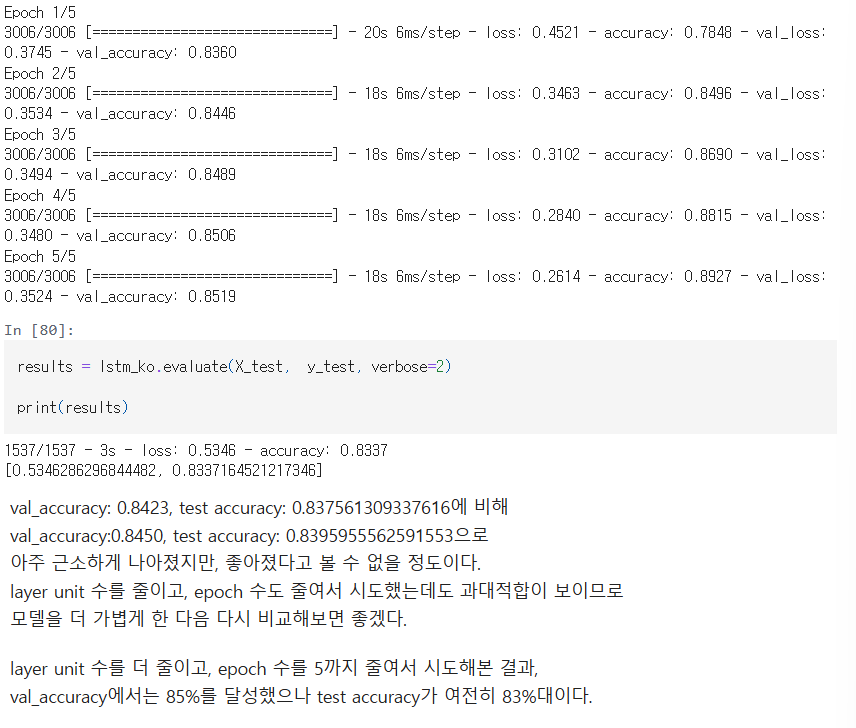 Epoch 1/5
3006/3006 [==============================] - 20s 6ms/step - loss: 0.4521 - accuracy: 0.7848 - val_loss:
0.3745 - val_accuracy: 0.8360
Epoch 2/5
3006/3006 [==============================] - 18s 6ms/step - loss: 0.3463 - accuracy: 0.8496 - val_loss:
0.3534 - val_accuracy: 0.8446
Epoch 3/5
3006/3006 [==============================] - 18s 6ms/step - loss: 0.3102 - accuracy: 0.8690 - val_loss:
0.3494 - val_accuracy: 0.8489
Epoch 4/5
3006/3006 [==============================] - 18s 6ms/step - loss: 0.2840 - accuracy: 0.8815 - val_loss:
0.3480 - val_accuracy: 0.8506
Epoch 5/5
3006/3006 [==============================] - 18s 6ms/step - loss: 0.2614 - accuracy: 0.8927 - val_loss:
0.3524 - val_accuracy: 0.8519
In [80]:
results = lstm_ko.evaluate(X_test,  y_test, verbose=2)
print(results)
1537/1537 - 3s - loss: 0.5346 - accuracy: 0.8337
[0.5346286296844482, 0.8337164521217346]
val_accuracy: 0.8423, test accuracy: 0.837561309337616에 비해
val_accuracy:0.8450, test accuracy: 0.8395955562591553으로
아주 근소하게 나아졌지만, 좋아졌다고 볼 수 없을 정도이다.
layer unit 수를 줄이고, epoch 수도 줄여서 시도했는데도 과대적합이 보이므로
모델을 더 가볍게 한 다음 다시 비교해보면 좋겠다.
layer unit 수를 더 줄이고, epoch 수를 5까지 줄여서 시도해본 결과,
val_accuracy에서는 85%를 달성했으나 test accuracy가 여전히 83%대이다.